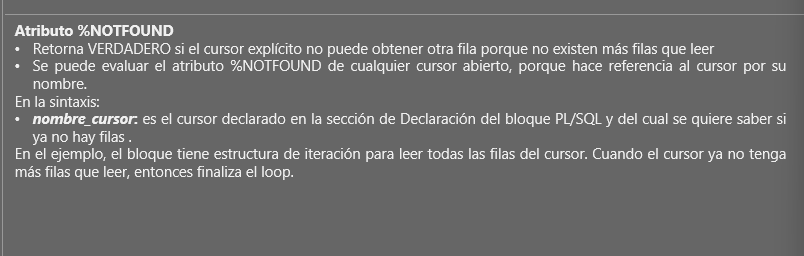 Atributo %NOTFOUND
• Retorna VERDADERO si el cursor explícito no puede obtener otra fila porque no existen más filas que leer
• Se puede evaluar el atributo %NOTFOUND de cualquier cursor abierto, porque hace referencia al cursor por su
nombre.
En la sintaxis:
• nombre_cursor: es el cursor declarado en la sección de Declaración del bloque PL/SQL y del cual se quiere saber si
ya no hay filas .
En el ejemplo, el bloque tiene estructura de iteración para leer todas las filas del cursor. Cuando el cursor ya no tenga
más filas que leer, entonces finaliza el loop.